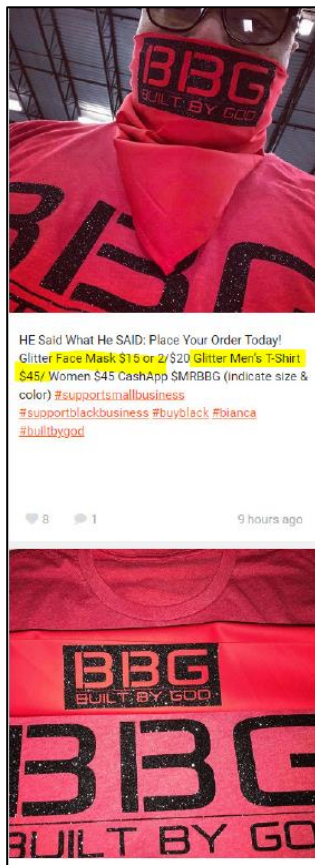 BBG
BUILT BY GOD
BBG
HE Said What He SAID: Place Your Order Today!
Glitter Face Mask $15 or 2/$20 Glitter Men's T-Shirt
$45/ Women $45 CashApp $MRBBG (indicate size &
color) #supportsmallbusiness
#supportblackbusiness #buyblack #bianca
#builtbygod
8 1 9 hours ago
BBG
BUILT BY GOD
BBG
BUILT BY GO